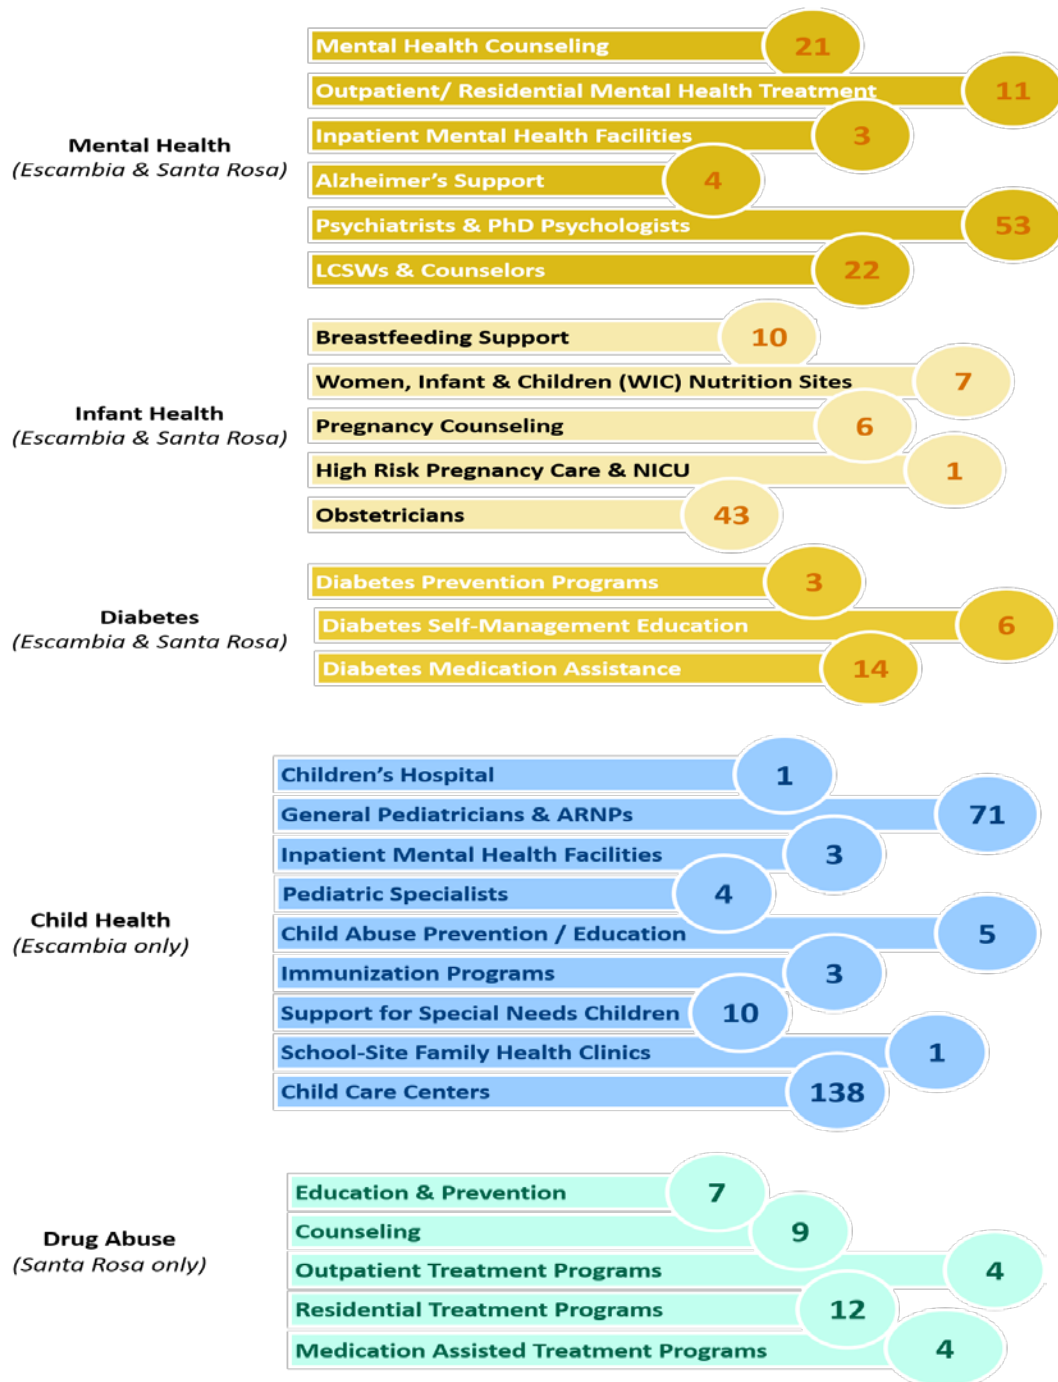 Mental Health
(Escambia & Santa Rosa)
Mental Health Counseling 21
Outpatient/ Residential Mental Health Treatment 11
Inpatient Mental Health Facilities 3
Alzheimer’s Support 4
Psychiatrists & PhD Psychologists 53
LCSWs & Counselors 22
Infant Health
(Escambia & Santa Rosa)
Breastfeeding Support 10
Women, Infant & Children (WIC) Nutrition Sites 7
Pregnancy Counseling 6
High Risk Pregnancy Care & NICU 1
Obstetricians 43
Diabetes
(Escambia & Santa Rosa)
Diabetes Prevention Programs 3
Diabetes Self-Management Education 6
Diabetes Medication Assistance 14
Child Health
(Escambia only)
Children’s Hospital 1
General Pediatricians & ARNPs 71
Inpatient Mental Health Facilities 3
Pediatric Specialists 4
Child Abuse Prevention / Education 5
Immunization Programs 3
Support for Special Needs Children 10
School-Site Family Health Clinics 1
Child Care Centers 138
Drug Abuse
(Santa Rosa only)
Education & Prevention 7
Counseling 9
Outpatient Treatment Programs 4
Residential Treatment Programs 12
Medication Assisted Treatment Programs 4